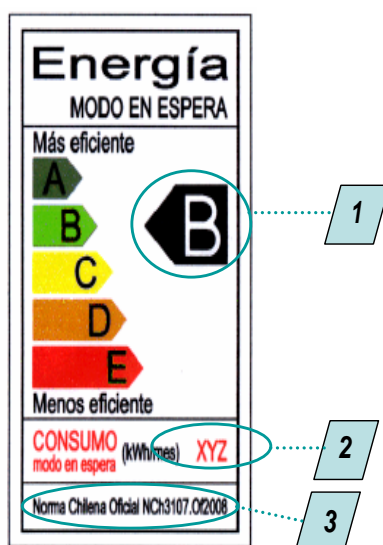 Energía
MODO EN ESPERA
Más eficiente
A
B
B
1
C
D
E
Menos eficiente
CONSUMO (kWh/mes) XYZ
modo en espera
2
Norma Chilena Oficial NCh3107.Of2008
3